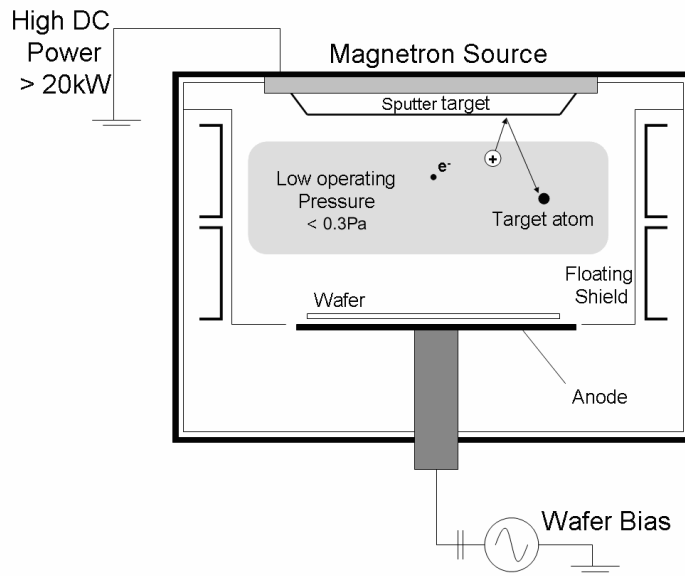 High DC
Power
> 20kW
Magnetron Source
Sputter target
+
e-
Low operating
Pressure
< 0.3Pa
Target atom
Floating
Shield
Wafer
Anode
Wafer Bias